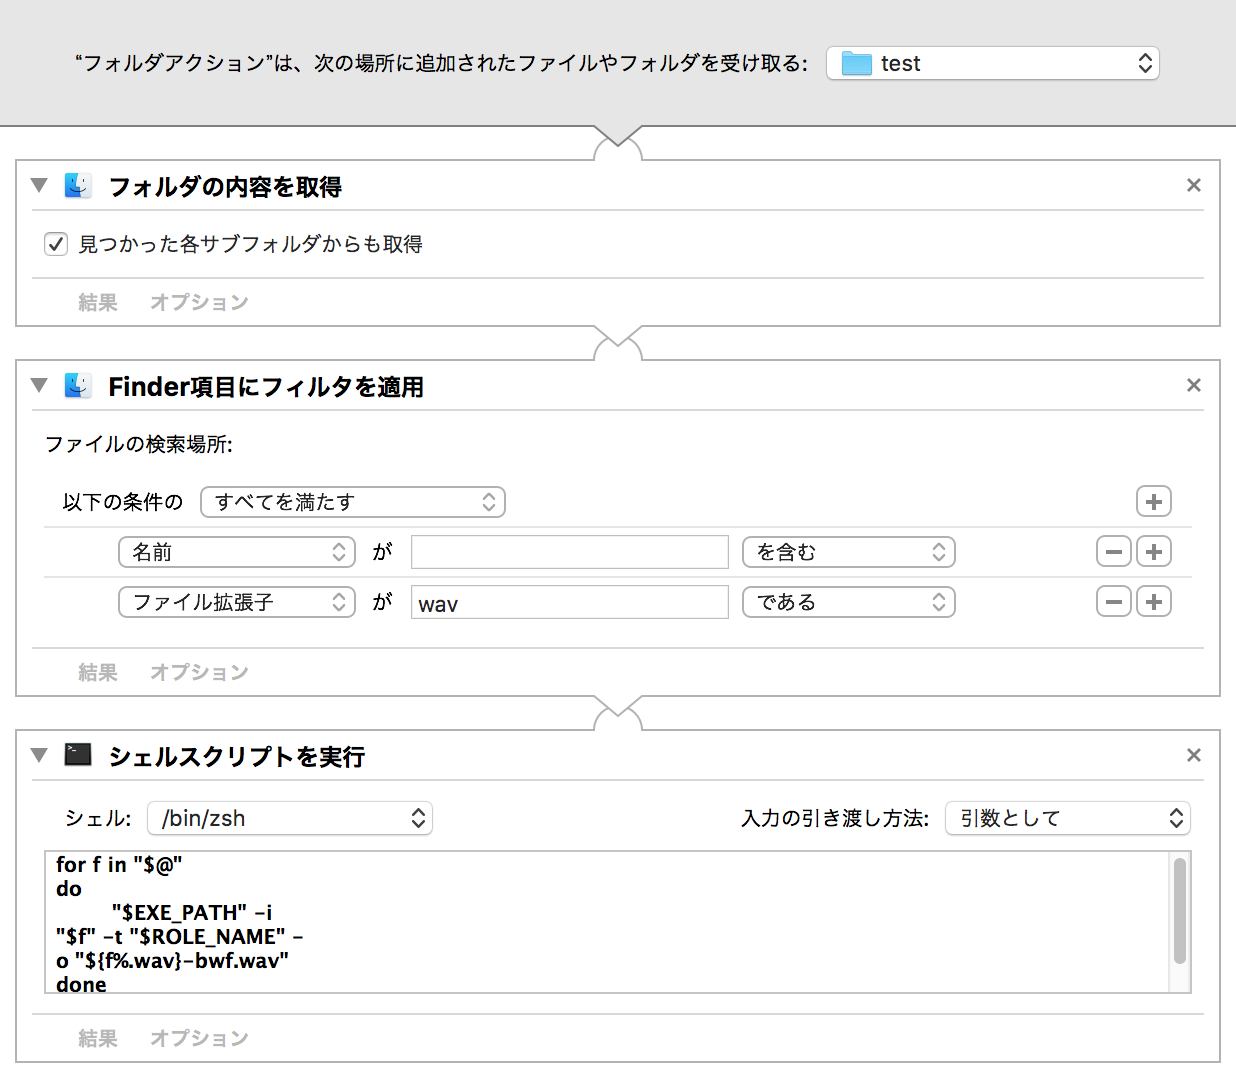 “フォルダアクション”は、次の場所に追加されたファイルやフォルダを受け取る: test
フォルダの内容を取得
見つかった各サブフォルダからも取得
結果 オプション
Finder項目にフィルタを適用
ファイルの検索場所:
以下の条件の すべてを満たす
名前 が を含む
ファイル拡張子 が wav である
結果 オプション
シェルスクリプトを実行
シェル: /bin/zsh 入力の引き渡し方法: 引数として
for f in "$@"
do
"$EXE_PATH" -i
"$f" -t "$ROLE_NAME" -
o "${f%.wav}-bwf.wav"
done
結果 オプション